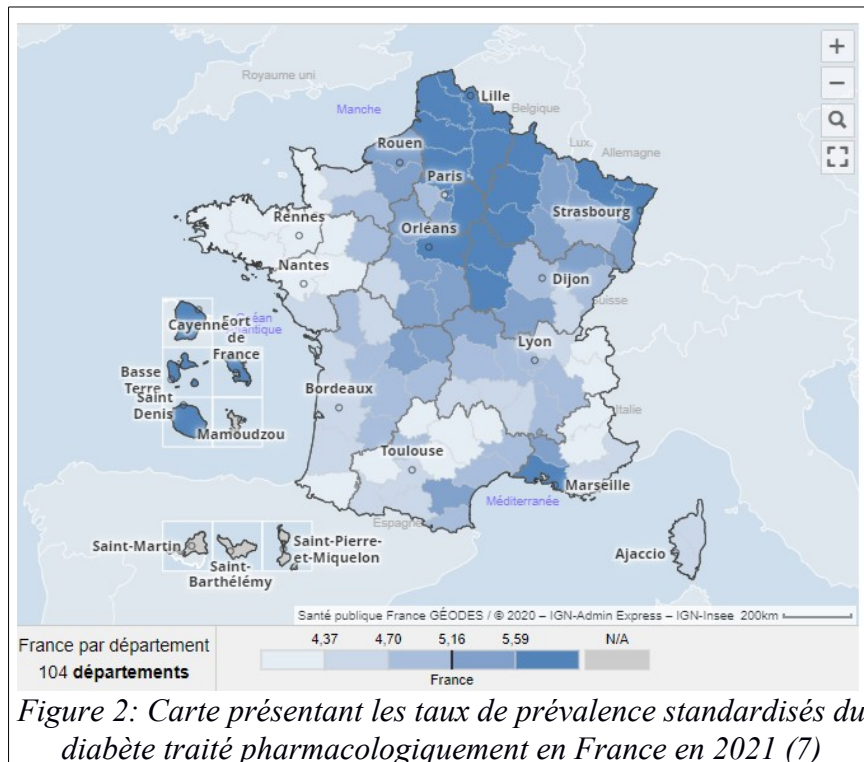 Royaume uni
Lille
Manche
Belgique
Rouen
Lux.
Allemagne
Paris
Strasbourg
Rennes
Orléans
Nantes
Dijon
Suisse
Cayenne
Fort
de
France
Océan
Atlantique
Lyon
Basse
Terre
Bordeaux
Saint
Denis
Italie
Mamoudzou
Toulouse
Marseille
Méditerranée
Espagne
Saint-Martin
Saint-Pierre-
et-Miquelon
Saint-
Barthélémy
Ajaccio
Santé publique France GÉODES / © 2020 – IGN-Admin Express – IGN-Insee 200km
France par département
104 départements
4,37 4,70 5,16 5,59 N/A
France
Figure 2: Carte présentant les taux de prévalence standardisés du
diabète traité pharmacologiquement en France en 2021 (7)